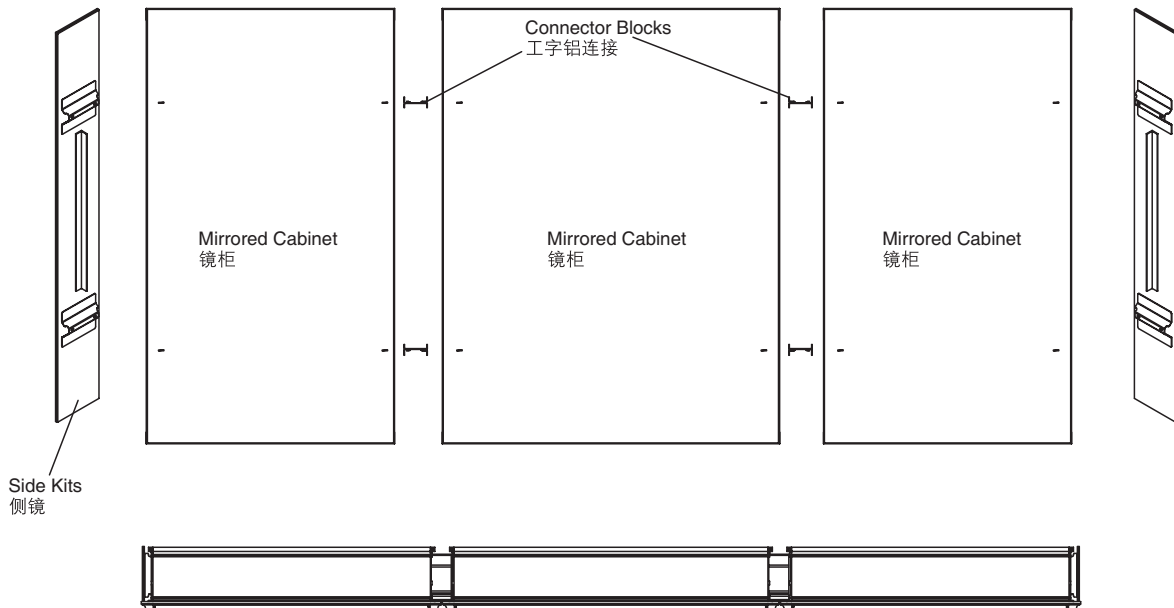 Connector Blocks
工字铝连接
Mirrored Cabinet
镜柜
Mirrored Cabinet
镜柜
Mirrored Cabinet
镜柜
Side Kits
侧镜